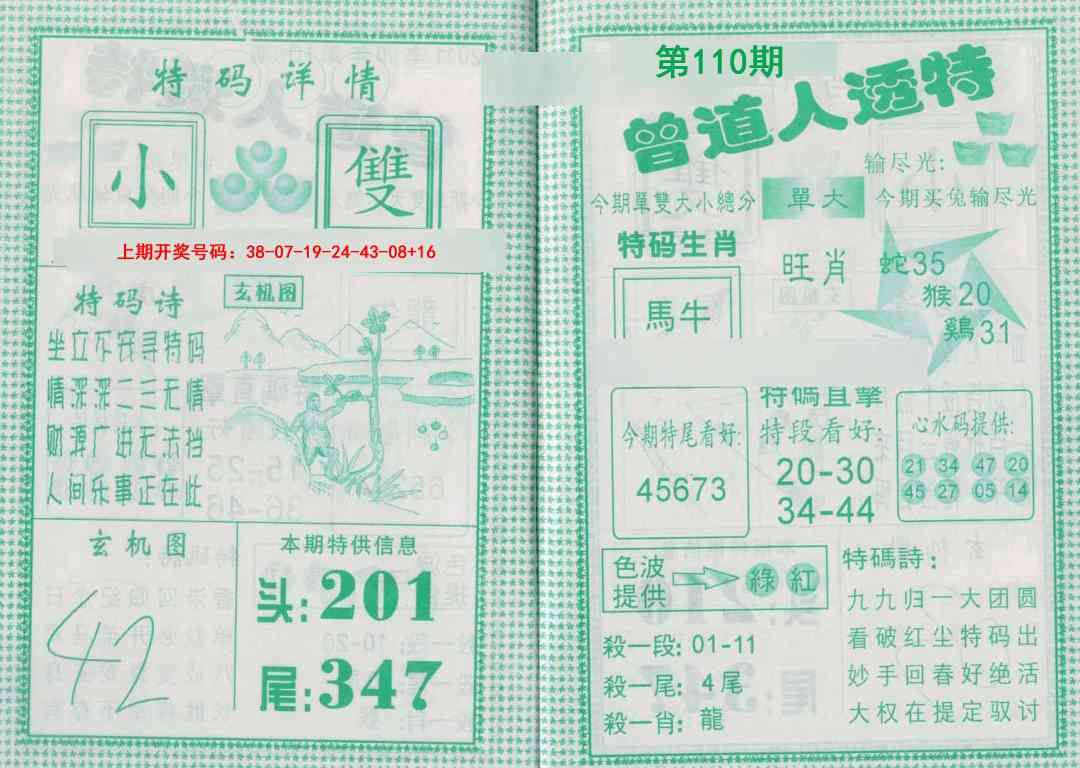 特码详情
小
雙
上期开奖号码：38-07-19-24-43-08+16
特码诗
坐立不安寻特码
情深深二三无情
财源广进无法挡
人间乐事正在此
玄机图
玄机图
42
本期特供信息
头:201
尾:347
第110期
曾道人透特
输尽光:
今期买兔输尽光
今期單雙大小總分
單大
特码生肖
馬牛
旺肖
蛇35
猴20
鷄31
今期特尾看好:
45673
特碼直擊
特段看好:
20-30
34-44
心水码提供:
21 34 47 20
45 27 05 14
色波
提供
綠 紅
殺一段: 01-11
殺一尾: 4尾
殺一肖: 龍
特碼詩:
九九归一大团圆
看破红尘特码出
妙手回春好绝活
大权在提定驭讨